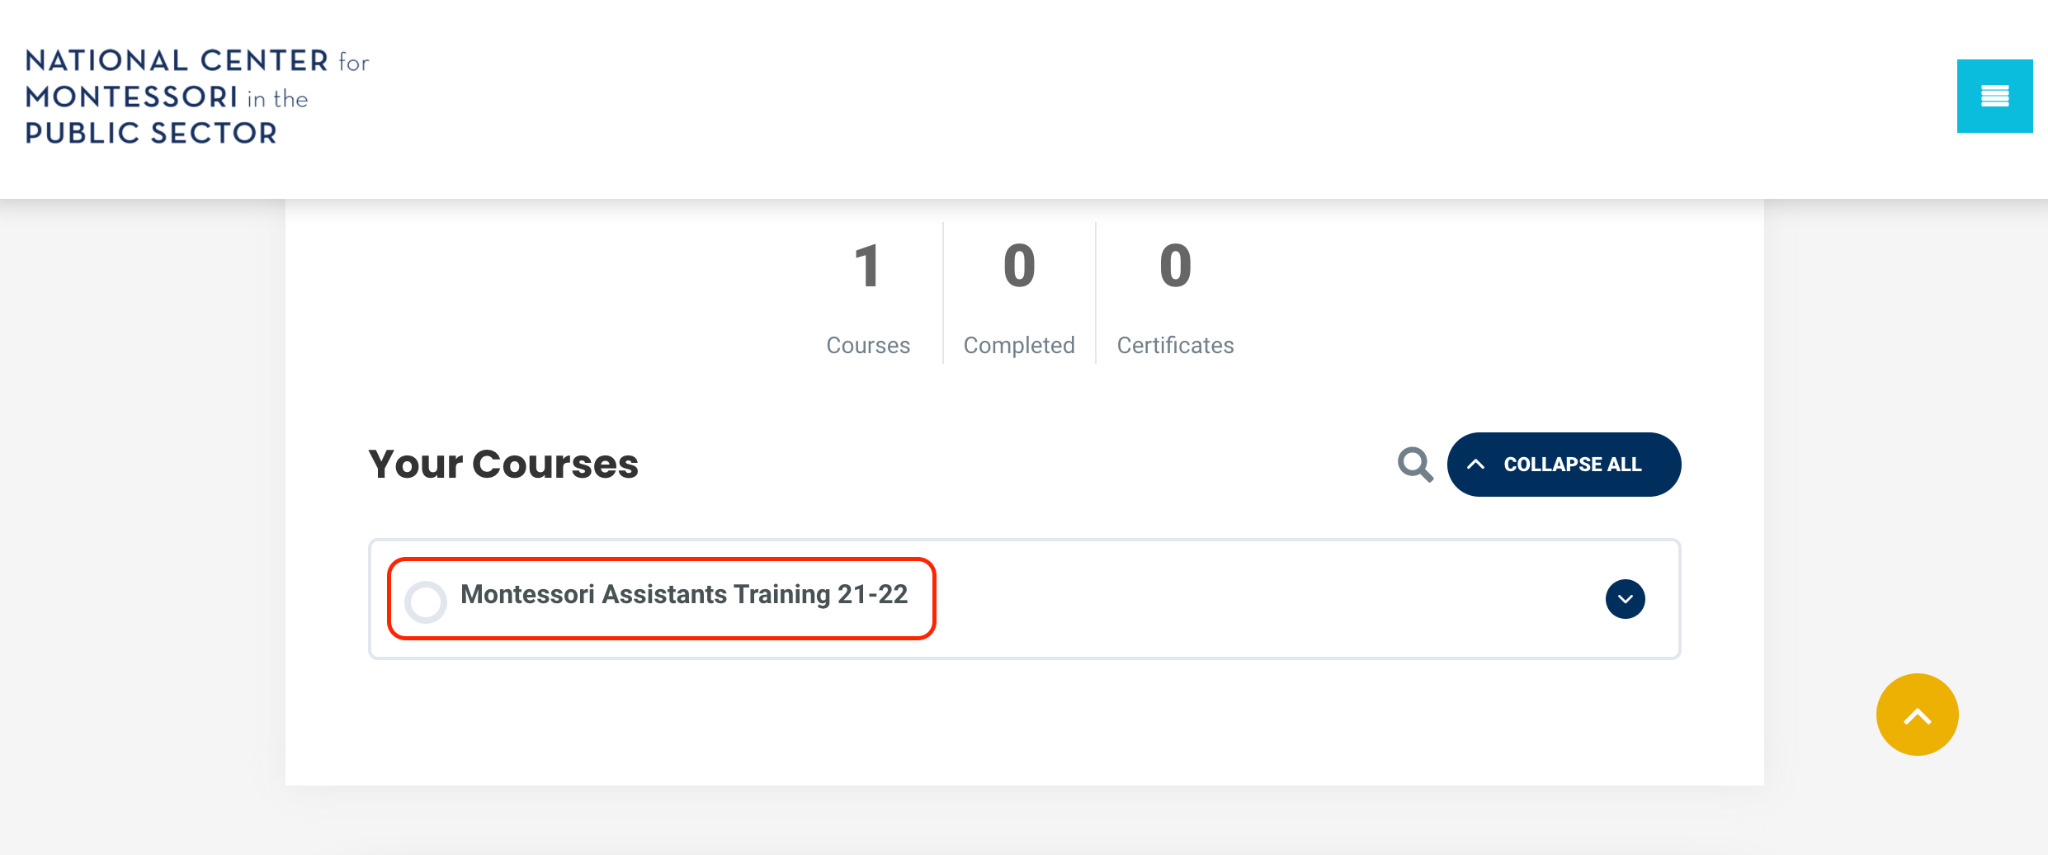 NATIONAL CENTER for
MONTESSORI in the
PUBLIC SECTOR
1
0
0
Courses
Completed
Certificates
Your Courses
COLLAPSE ALL
Montessori Assistants Training 21-22